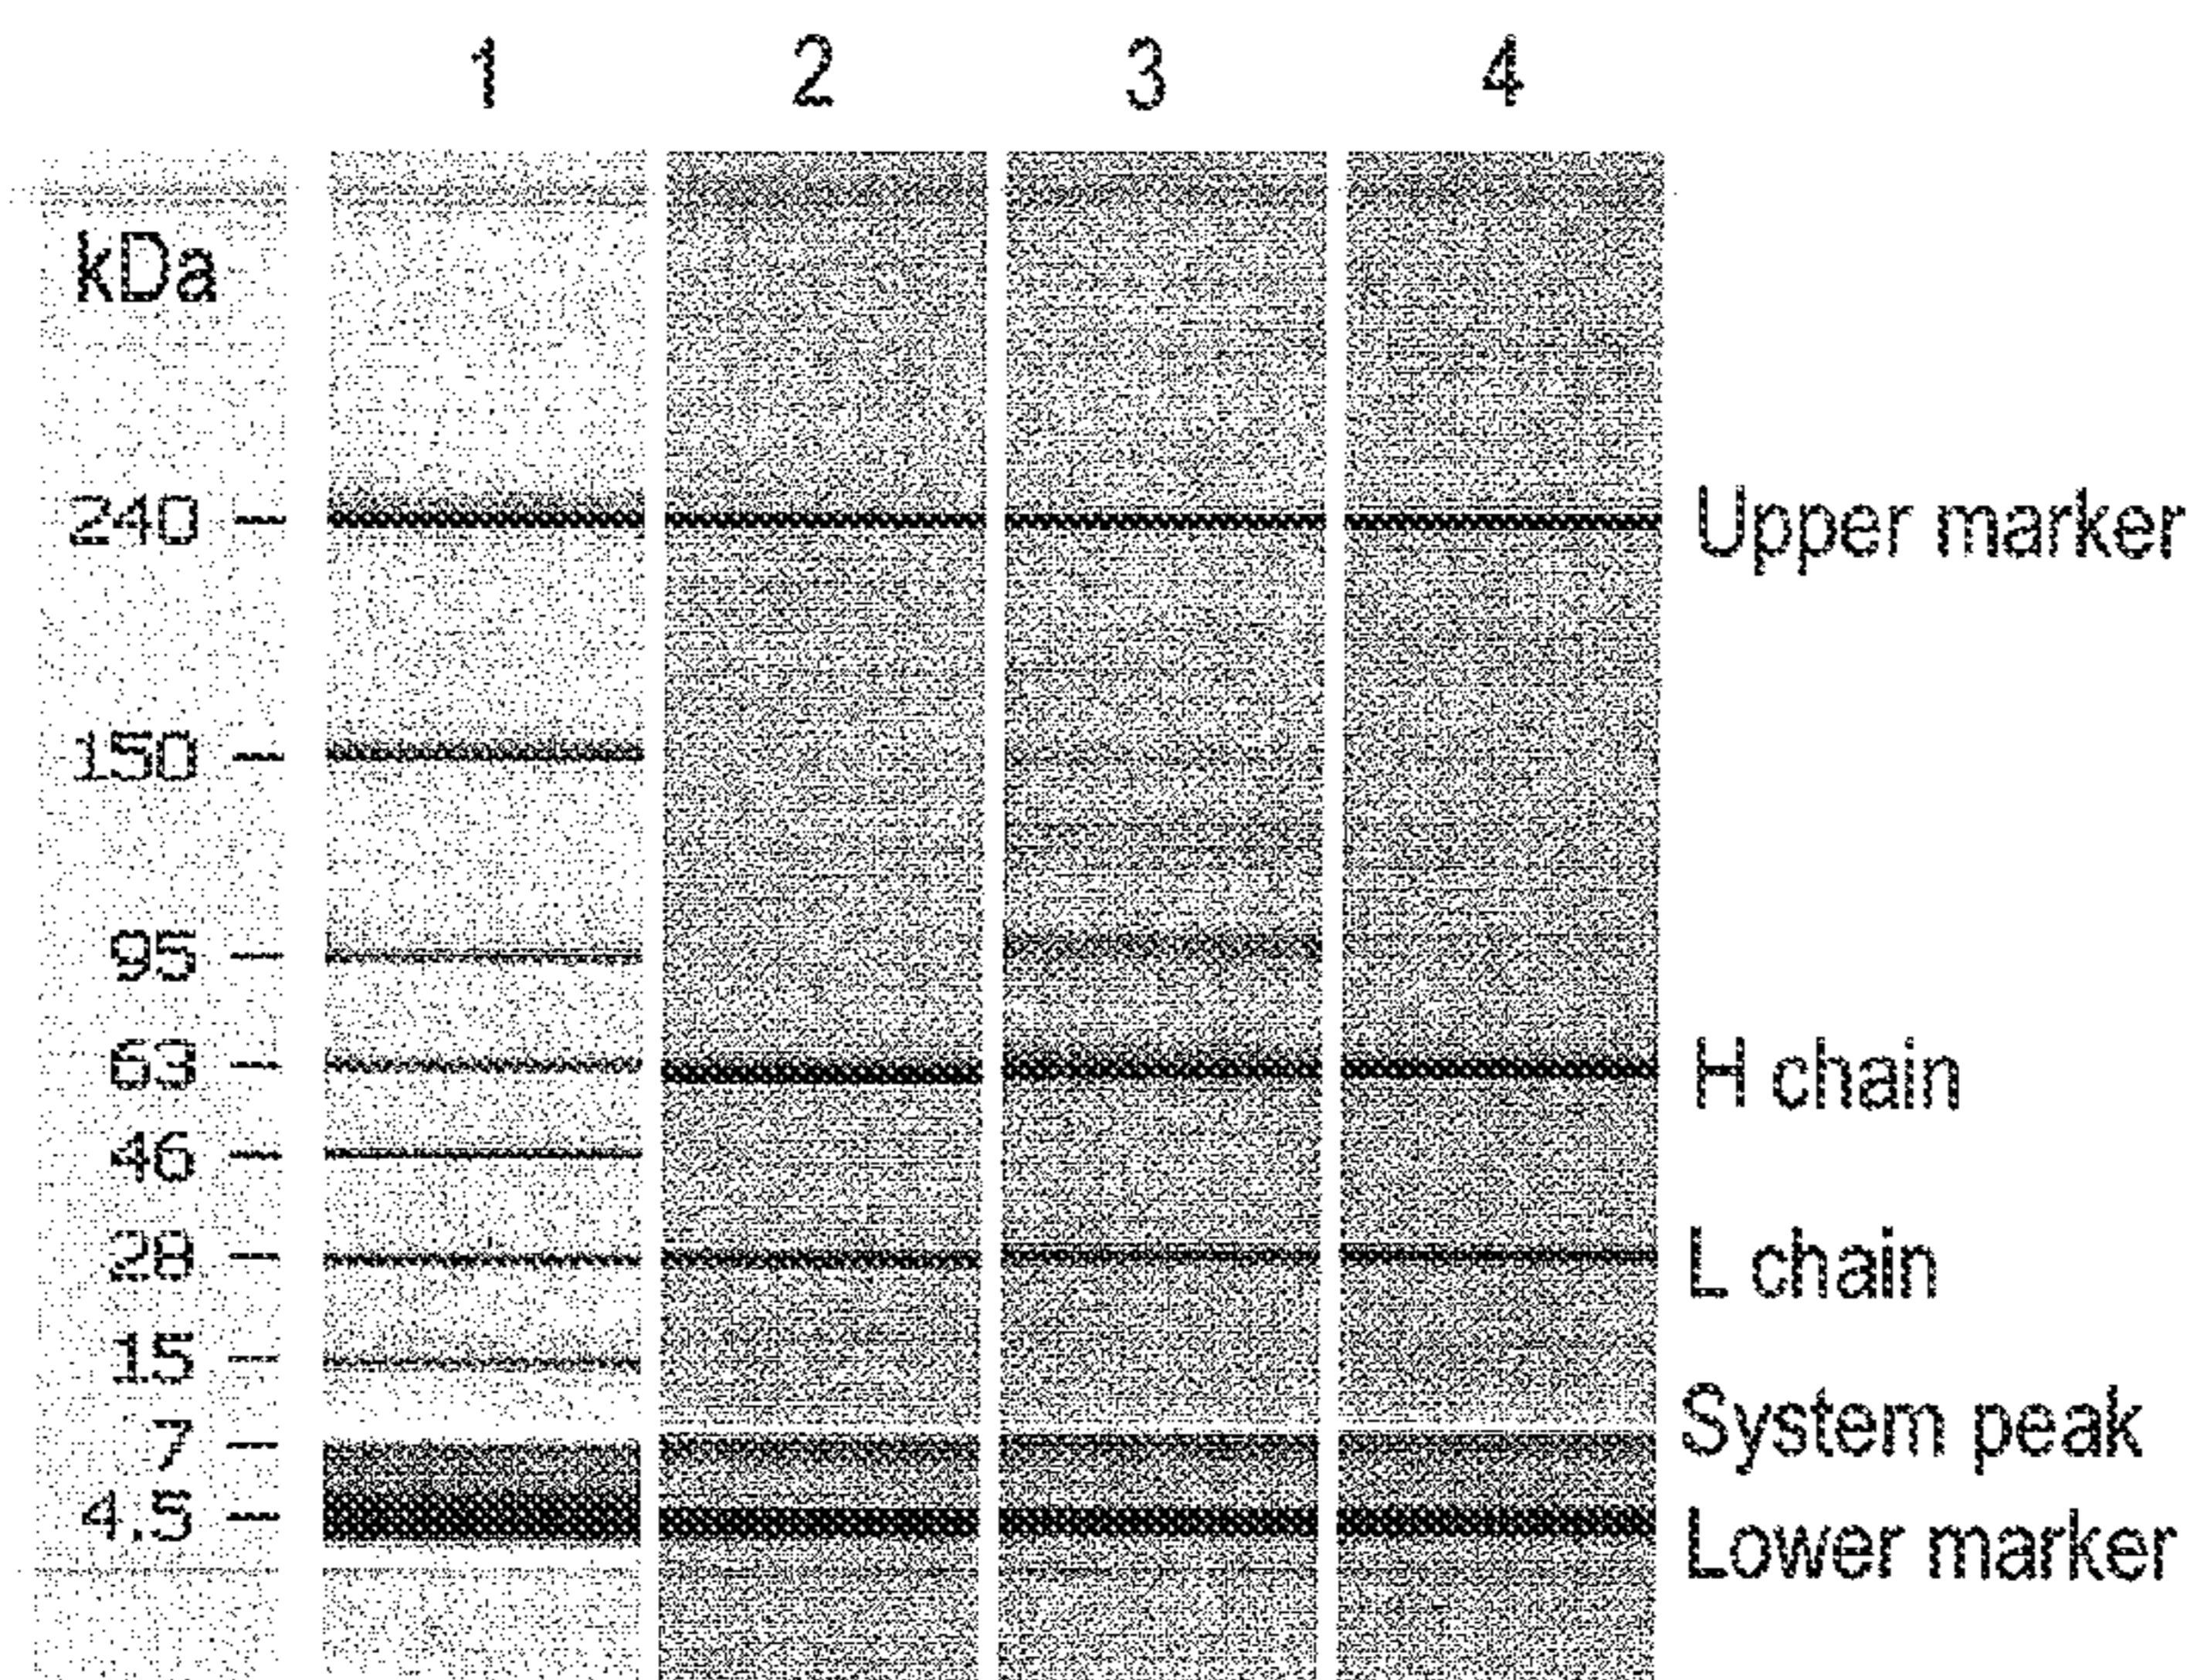 1 2 3 4
kDa
240 Upper marker
150
95
63 H chain
46
28 L chain
15
7 System peak
4.5 Lower marker